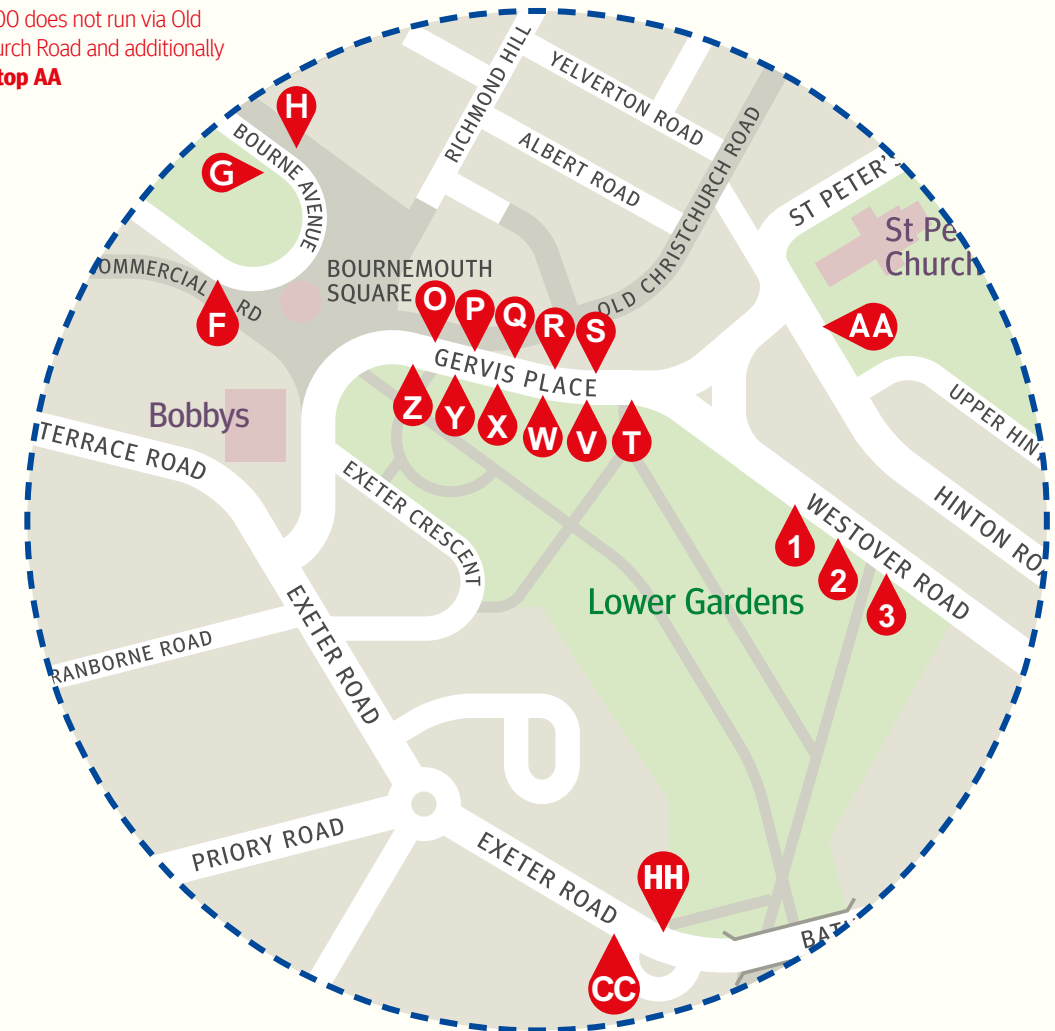 00 does not run via Old
urch Road and additionally
top AA
H
G
BOURNE AVENUE
RICHMOND HILL
YELVERTON ROAD
ALBERT ROAD
OLD CHRISTCHURCH ROAD
ST PETER'
St Pe
Church
OMMERCIAL RD
BOURNEMOUTH
SQUARE
F
O
P
Q
R
S
AA
GERVIS PLACE
Bobbys
Z
Y
X
W
V
T
UPPER HIN
TERRACE ROAD
EXETER CRESCENT
HINTON RO
WESTOVER ROAD
1
2
3
Lower Gardens
EXETER ROAD
RANBORNE ROAD
PRIORY ROAD
EXETER ROAD
HH
CC
BAT